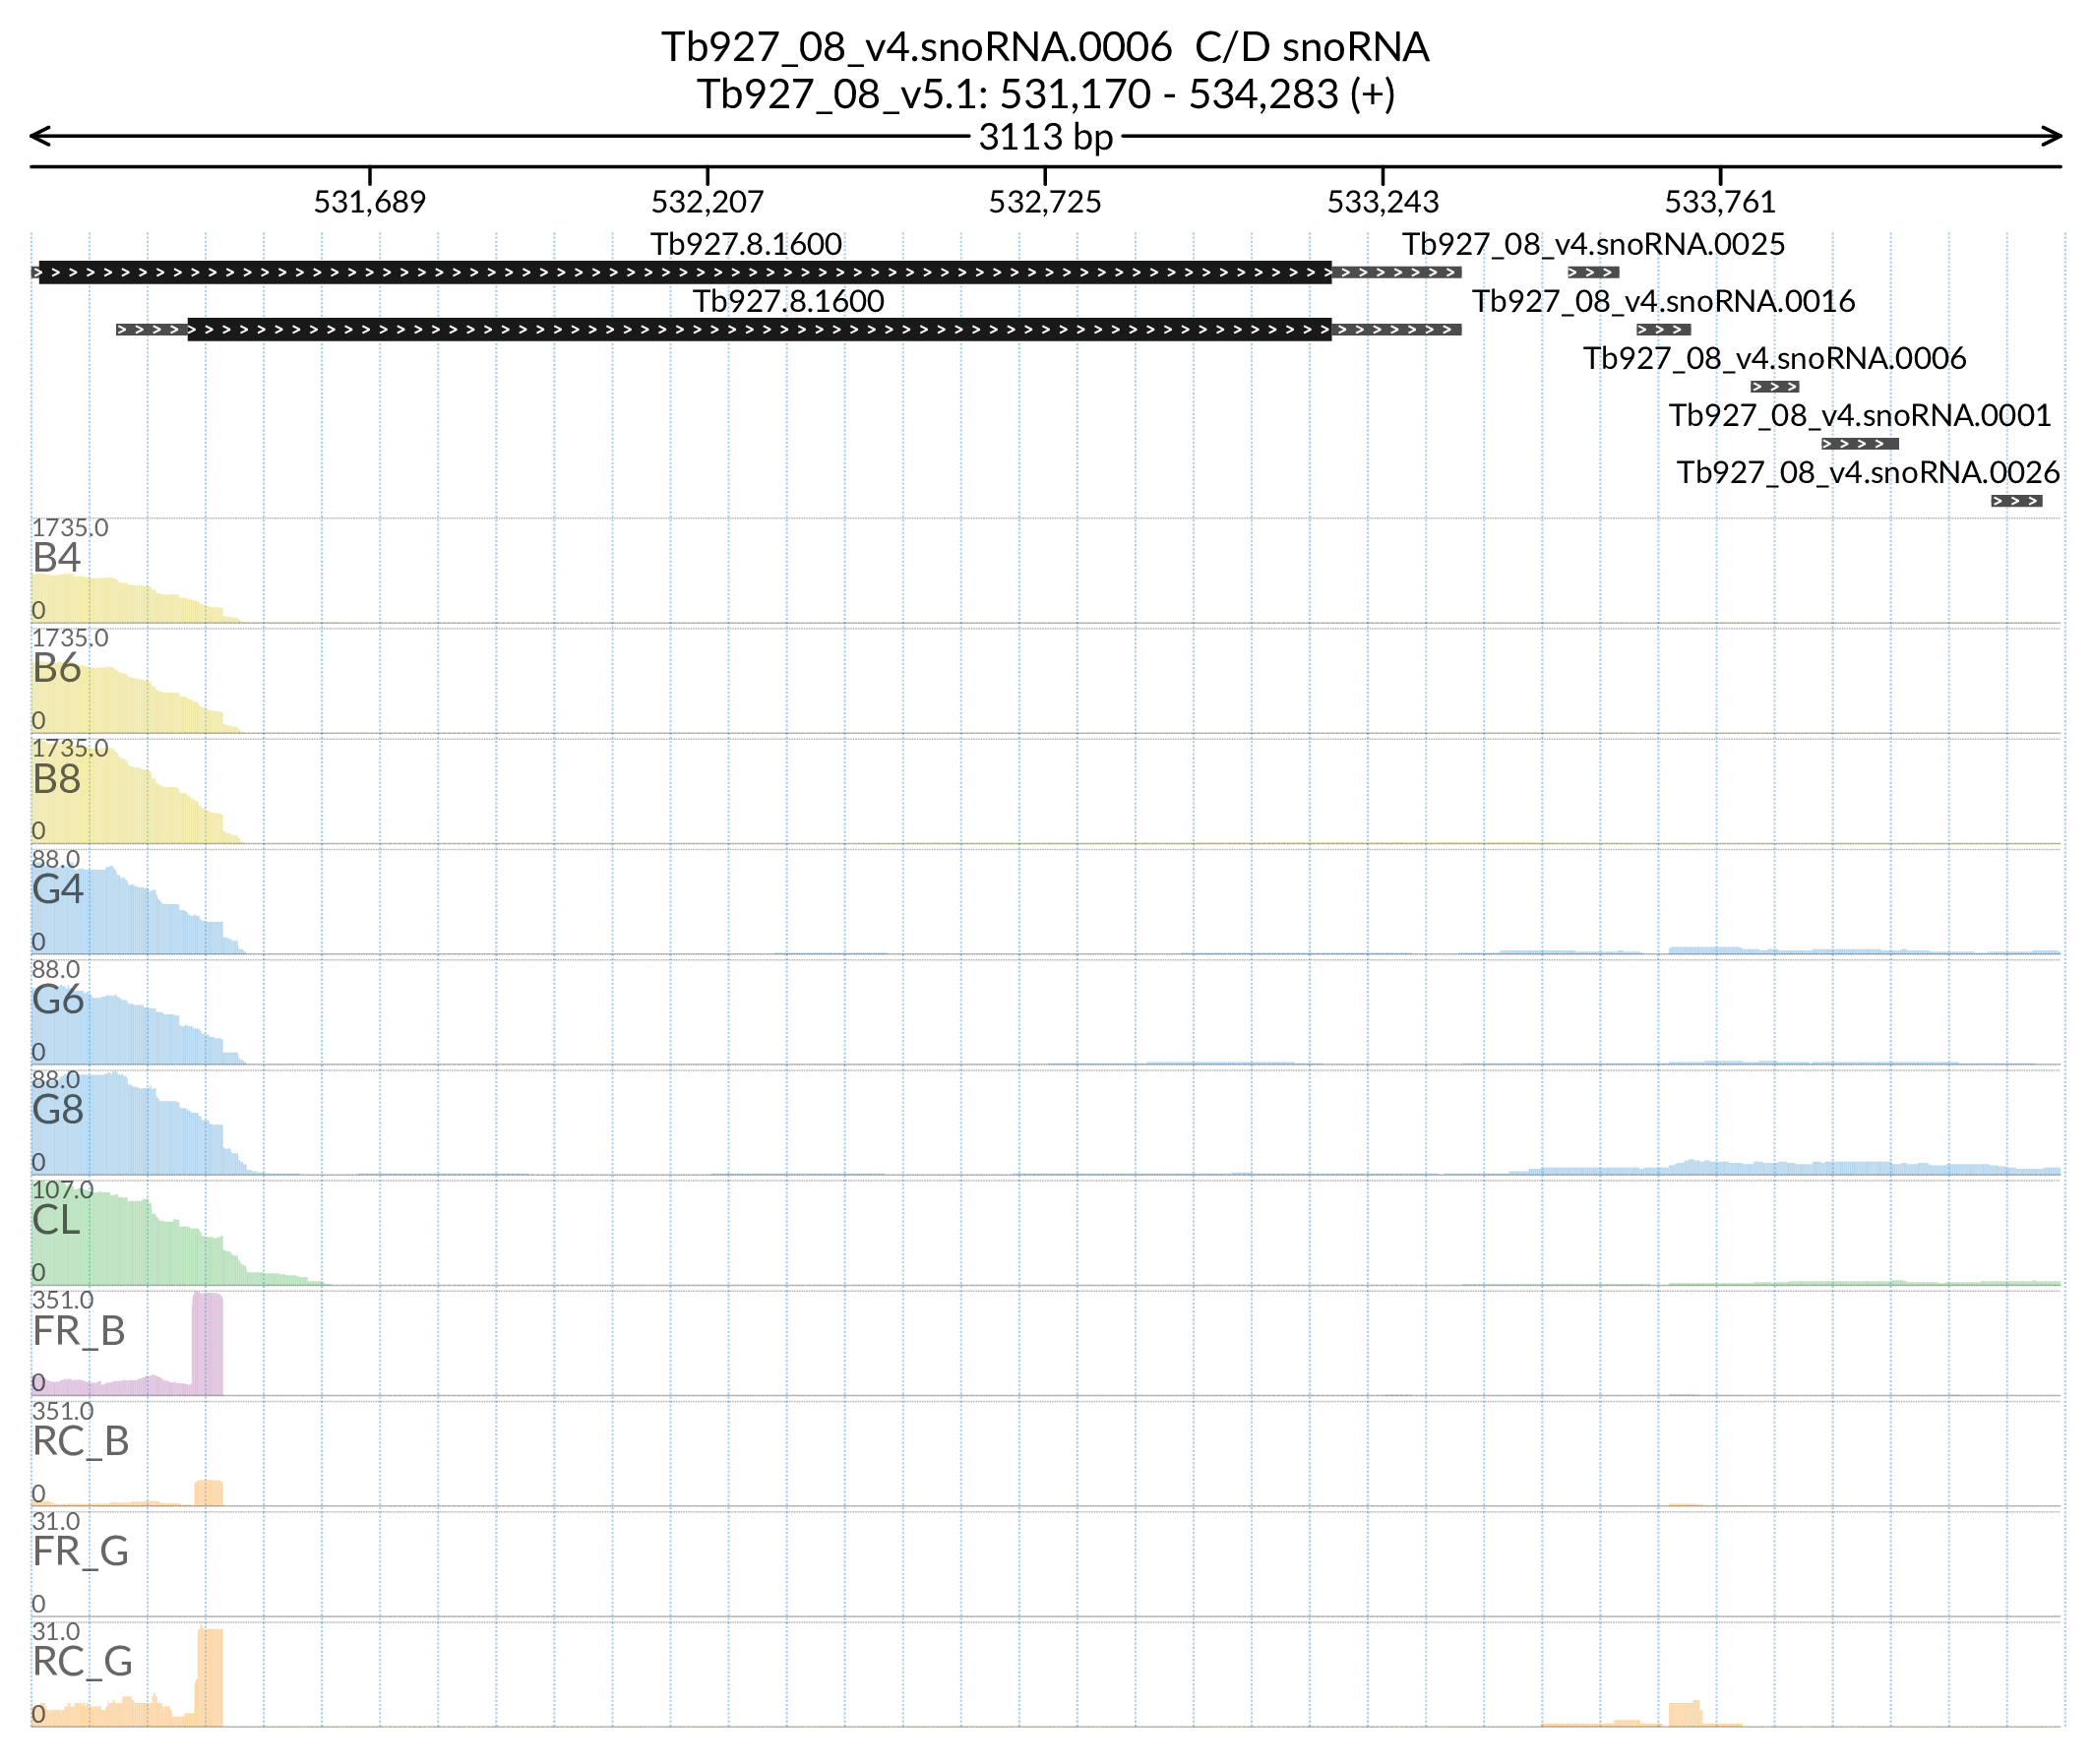 Tb927_08_v4.snoRNA.0006 C/D snoRNA
Tb927_08_v5.1: 531,170 - 534,283 (+)
3113 bp
531,689 532,207 532,725 533,243 533,761
Tb927.8.1600 Tb927_08_v4.snoRNA.0025
Tb927.8.1600 Tb927_08_v4.snoRNA.0016
Tb927_08_v4.snoRNA.0006
Tb927_08_v4.snoRNA.0001
Tb927_08_v4.snoRNA.0026
1735.0
B4
0
1735.0
B6
0
1735.0
B8
0
88.0
G4
0
88.0
G6
0
88.0
G8
0
107.0
CL
0
351.0
FR_B
0
351.0
RC_B
0
31.0
FR_G
0
31.0
RC_G
0